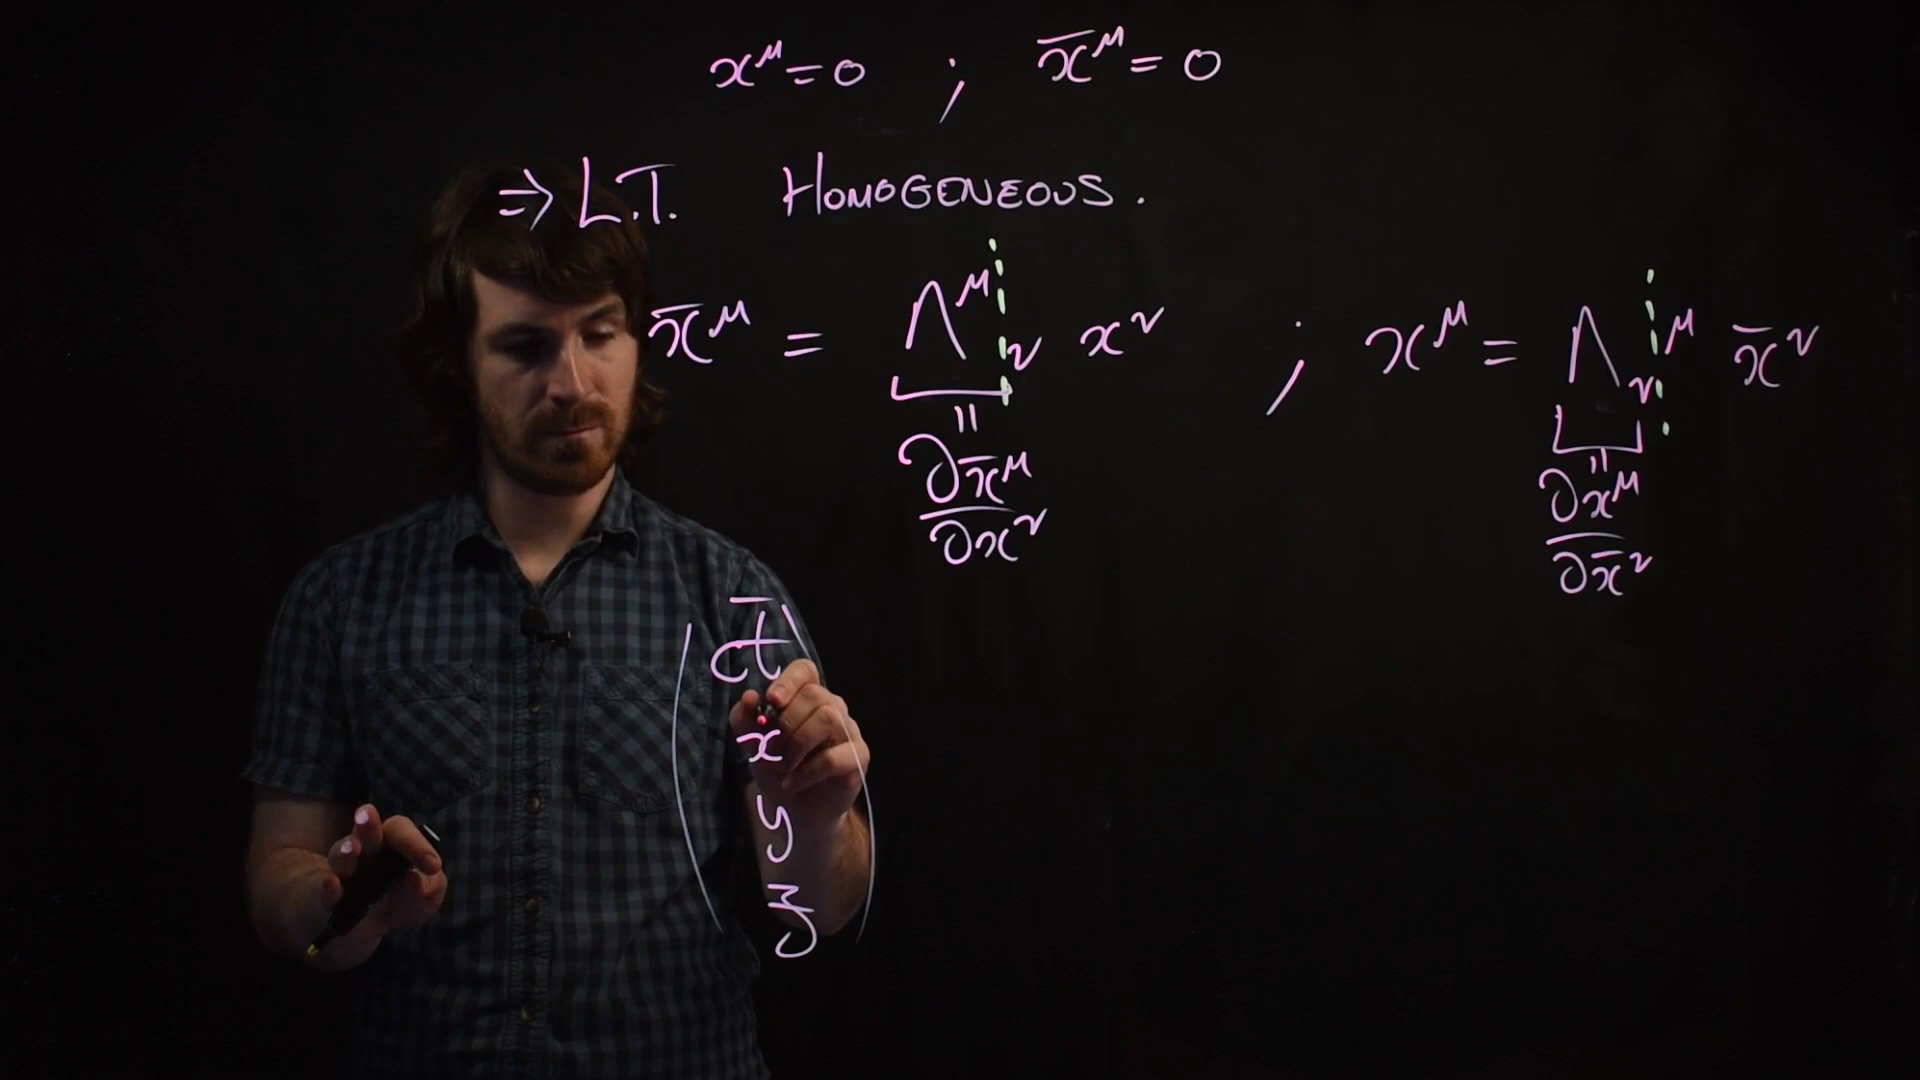 x^μ = 0 ; x̄^μ = 0
⇒ L.T. HOMOGENEOUS.
x̄^μ = Λ^μ_ν x^ν ; x^μ = Λ_ν^μ x̄^ν
= ∂x̄^μ/∂x^ν = ∂x^μ/∂x̄^ν
ct̄
x
y
z